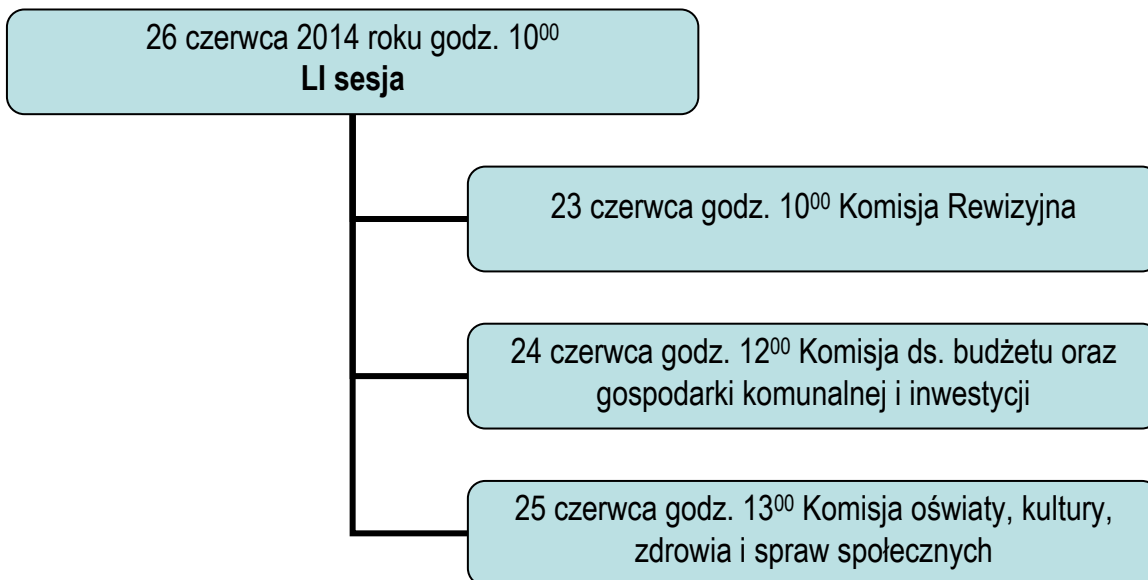 26 czerwca 2014 roku godz. 10⁰⁰
LI sesja
23 czerwca godz. 10⁰⁰ Komisja Rewizyjna
24 czerwca godz. 12⁰⁰ Komisja ds. budżetu oraz
gospodarki komunalnej i inwestycji
25 czerwca godz. 13⁰⁰ Komisja oświaty, kultury,
zdrowia i spraw społecznych